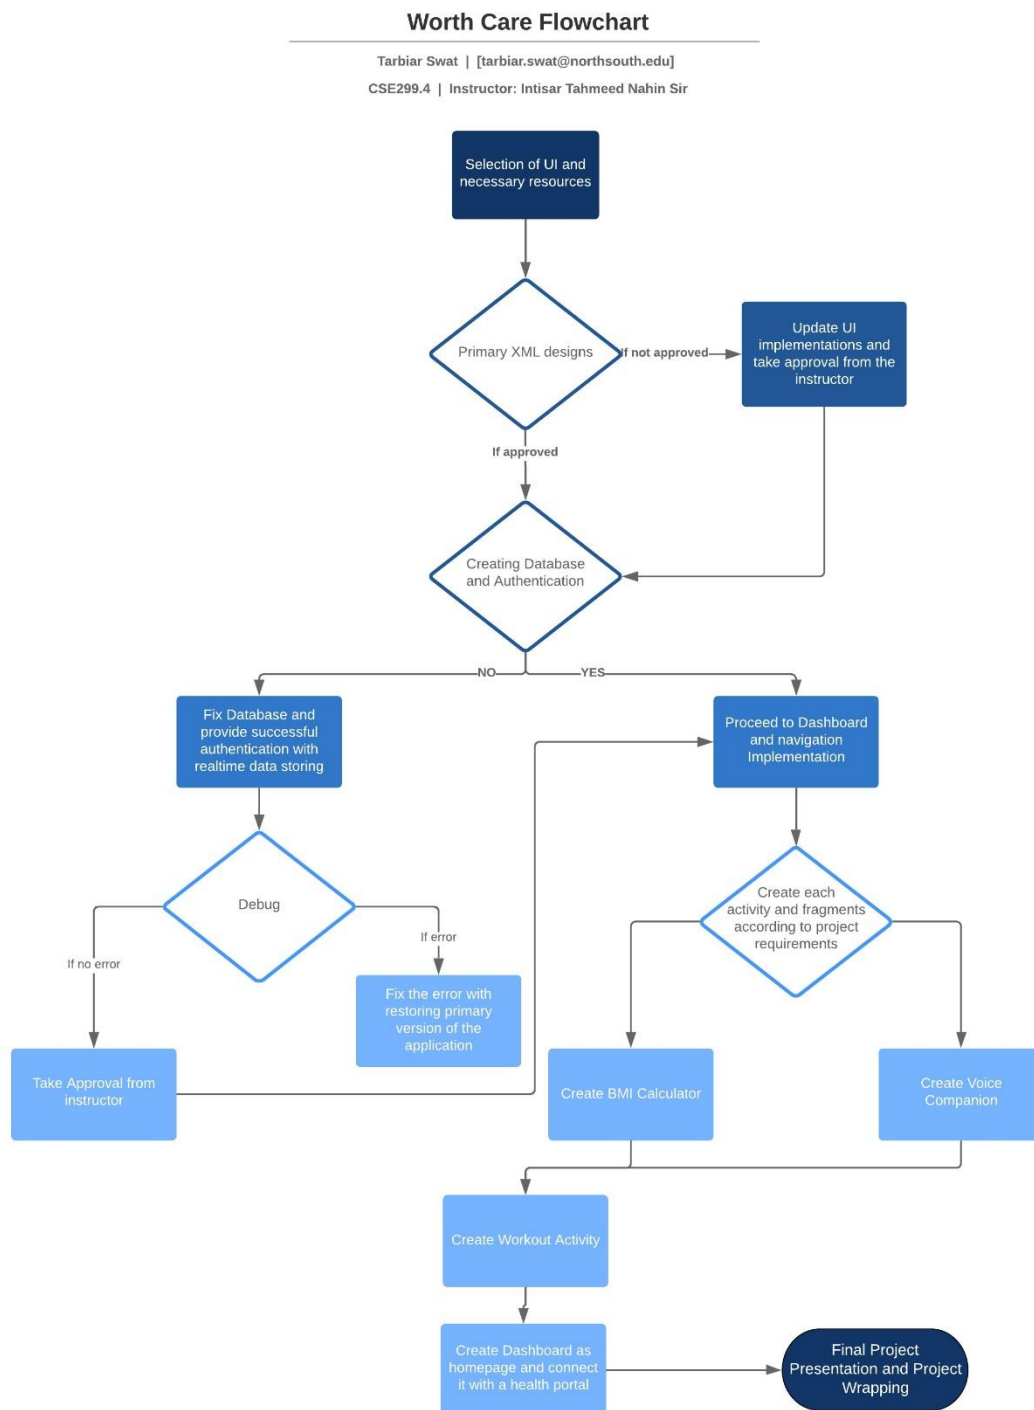 Worth Care Flowchart
Tarbiar Swat | [tarbiar.swat@northsouth.edu]
CSE299.4 | Instructor: Intisar Tahmeed Nahin Sir
Selection of UI and
necessary resources
Primary XML designs
If not approved
Update UI
implementations and
take approval from the
instructor
If approved
Creating Database
and Authentication
NO
YES
Fix Database and
provide successful
authentication with
realtime data storing
Proceed to Dashboard
and navigation
Implementation
Debug
If no error
If error
Create each
activity and fragments
according to project
requirements
Fix the error with
restoring primary
version of the
application
Take Approval from
instructor
Create BMI Calculator
Create Voice
Companion
Create Workout Activity
Create Dashboard as
homepage and connect
it with a health portal
Final Project
Presentation and Project
Wrapping